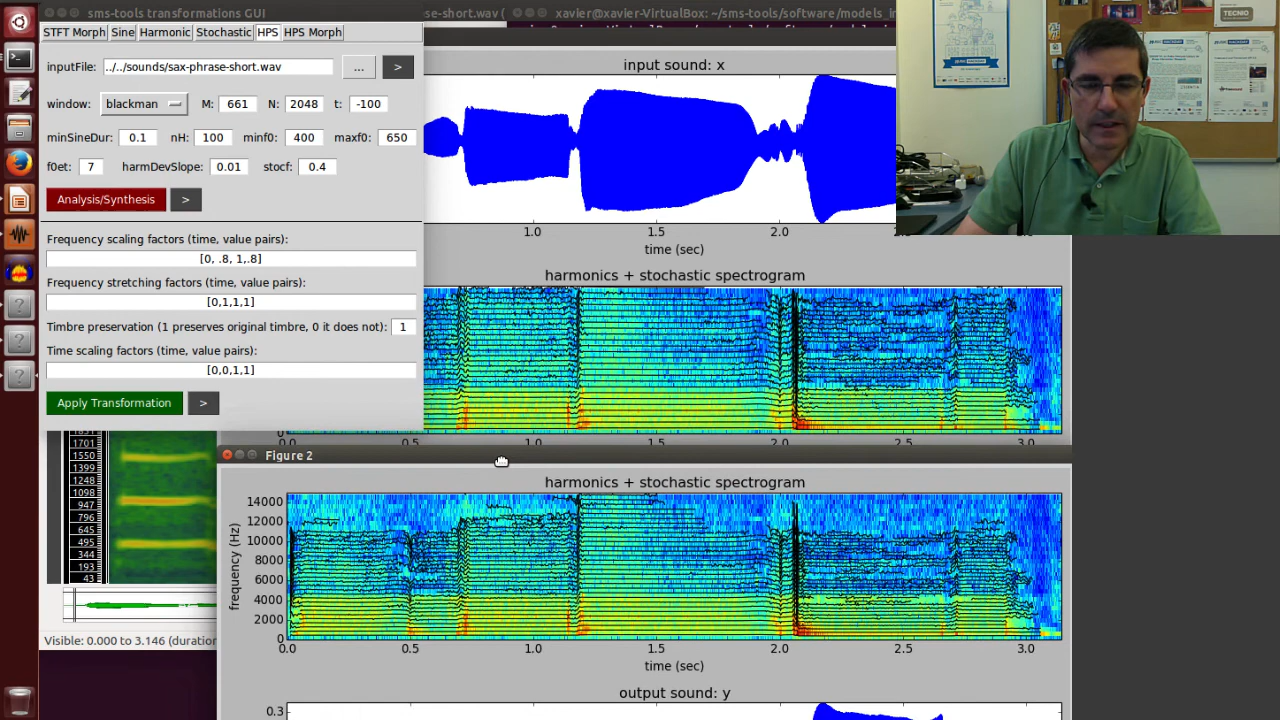 sms-tools transformations GUI
se-short.wav (
xavier@xavier-VirtualBox: ~/sms-tools/software/models_in
STFT Morph Sine Harmonic Stochastic HPS HPS Morph
inputFile: ../../sounds/sax-phrase-short.wav ... >
window: blackman M: 661 N: 2048 t: -100
minSineDur: 0.1 nH: 100 minf0: 400 maxf0: 650
f0et: 7 harmDevSlope: 0.01 stocf: 0.4
Analysis/Synthesis >
Frequency scaling factors (time, value pairs):
[0, .8, 1,.8]
Frequency stretching factors (time, value pairs):
[0,1,1,1]
Timbre preservation (1 preserves original timbre, 0 it does not): 1
Time scaling factors (time, value pairs):
[0,0,1,1]
Apply Transformation >
input sound: x
1.0 1.5 2.0
time (sec)
harmonics + stochastic spectrogram
0
0.0 0.5 1.0 1.5 2.0 2.5 3.0
1701
1550
1399
1248
1098
947
796
645
495
344
193
43
Visible: 0.000 to 3.146 (duration
Figure 2
harmonics + stochastic spectrogram
14000
12000
10000
8000
6000
4000
2000
0
frequency (Hz)
0.0 0.5 1.0 1.5 2.0 2.5 3.0
time (sec)
output sound: y
0.3
TECNIO